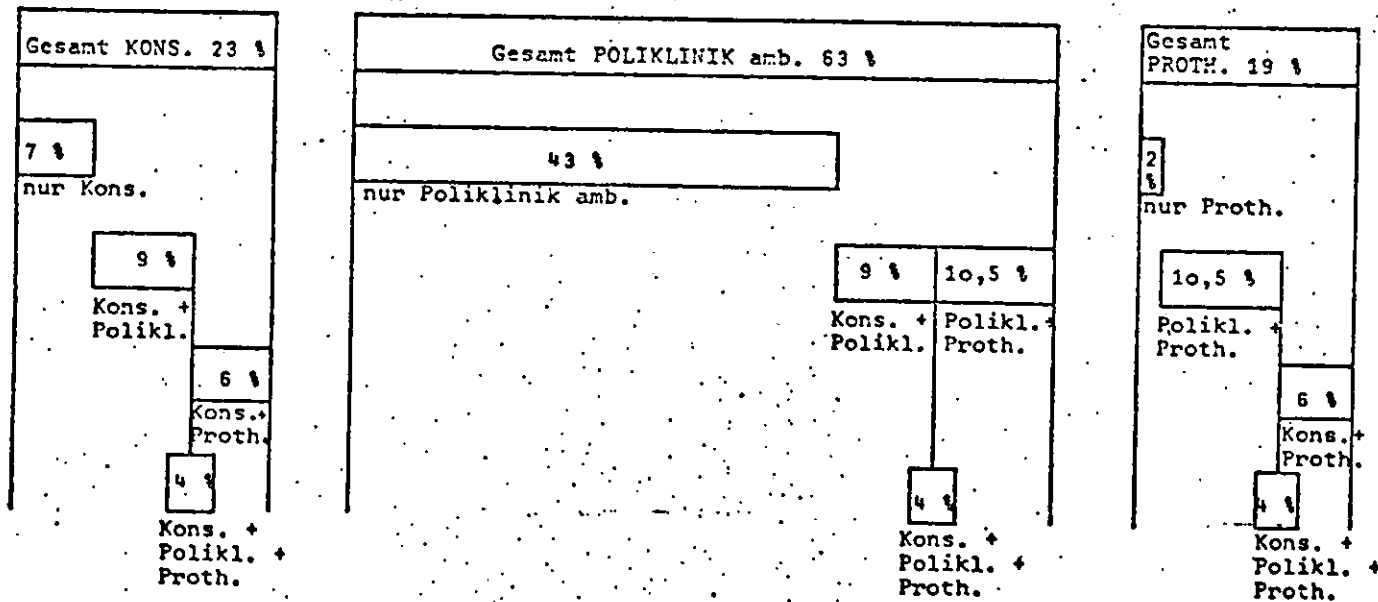 Gesamt KONS. 23 %
7 %
nur Kons.
9 %
Kons. +
Polikl.
6 %
Kons.+
Proth.
4 %
Kons. +
Polikl. +
Proth.
Gesamt POLIKLINIK amb. 63 %
43 %
nur Poliklinik amb.
9 %
Kons. +
Polikl.
1o,5 %
Polikl.+
Proth.
4 %
Kons. +
Polikl. +
Proth.
Gesamt
PROTH. 19 %
2
%
nur Proth.
1o,5 %
Polikl. +
Proth.
6 %
Kons.+
Proth.
4 %
Kons. +
Polikl. +
Proth.